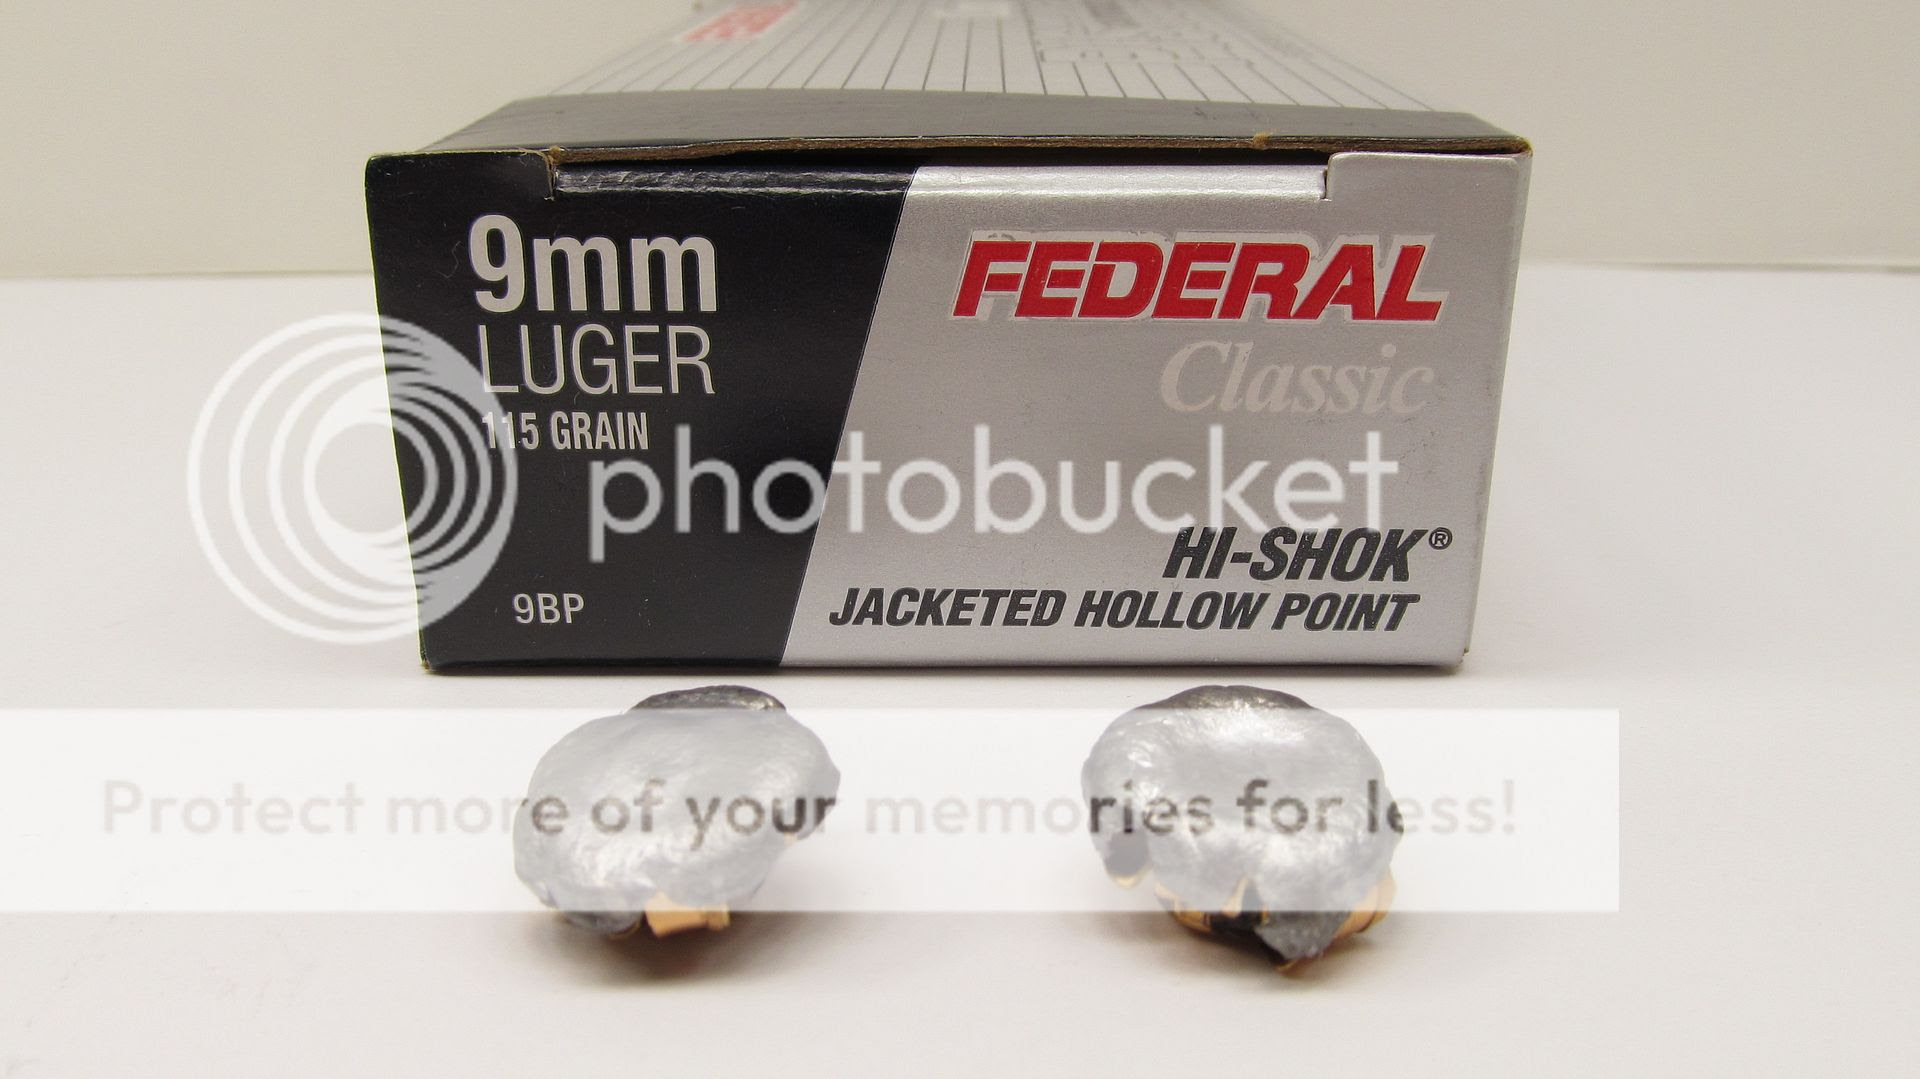 9mm
LUGER
115 GRAIN
9BP
FEDERAL
Classic
HI-SHOK®
JACKETED HOLLOW POINT
photobucket
Protect more of your memories for less!